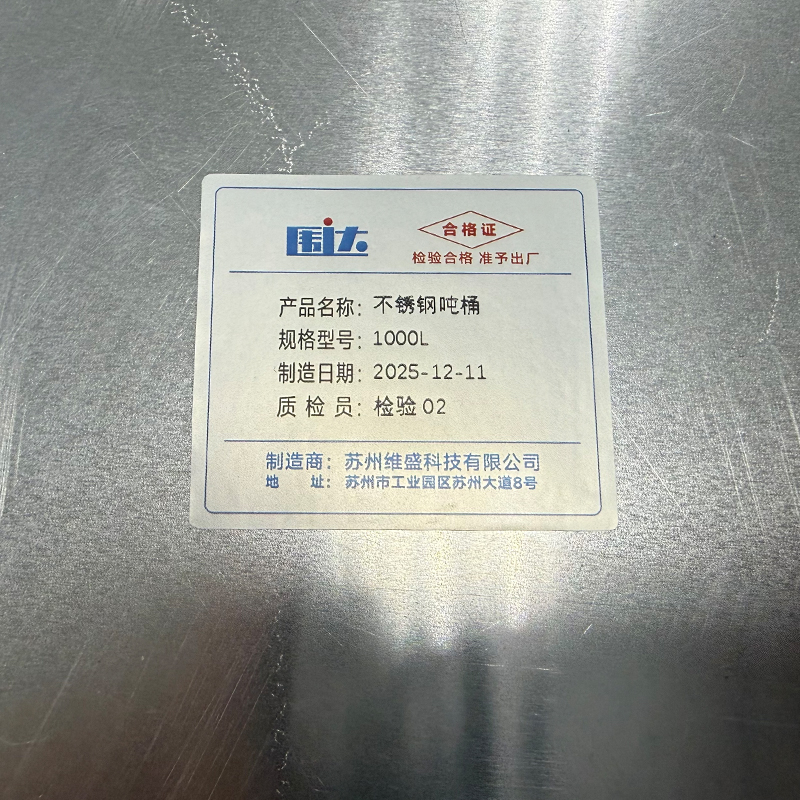 围达
合格证
检验合格 准予出厂
产品名称：不锈钢吨桶
规格型号：1000L
制造日期：2025-12-11
质 检 员：检验 02
制造商：苏州维盛科技有限公司
地 址：苏州市工业园区苏州大道8号